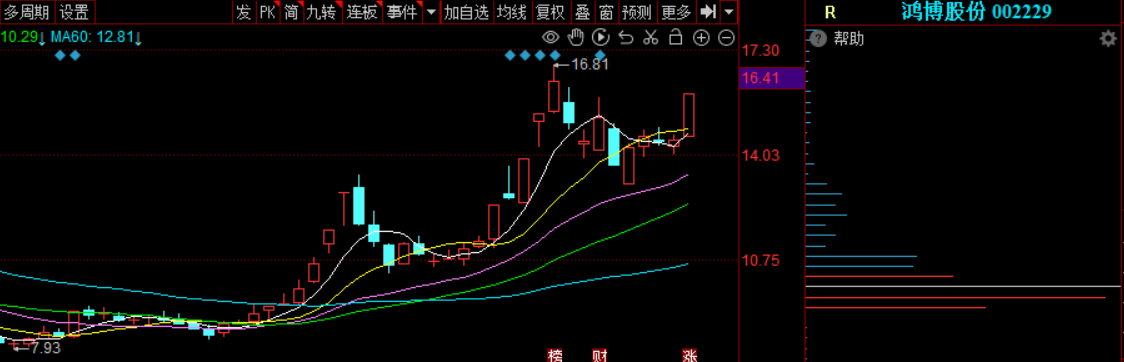 多周期 设置 发 PK 简 九转 连板 事件 加自选 均线 复权 叠 窗 预测 更多 R 鸿博股份 002229
10.29↓ MA60: 12.81↓ ? 帮助
17.30
16.81
16.41
14.03
10.75
7.93
榜 财 涨